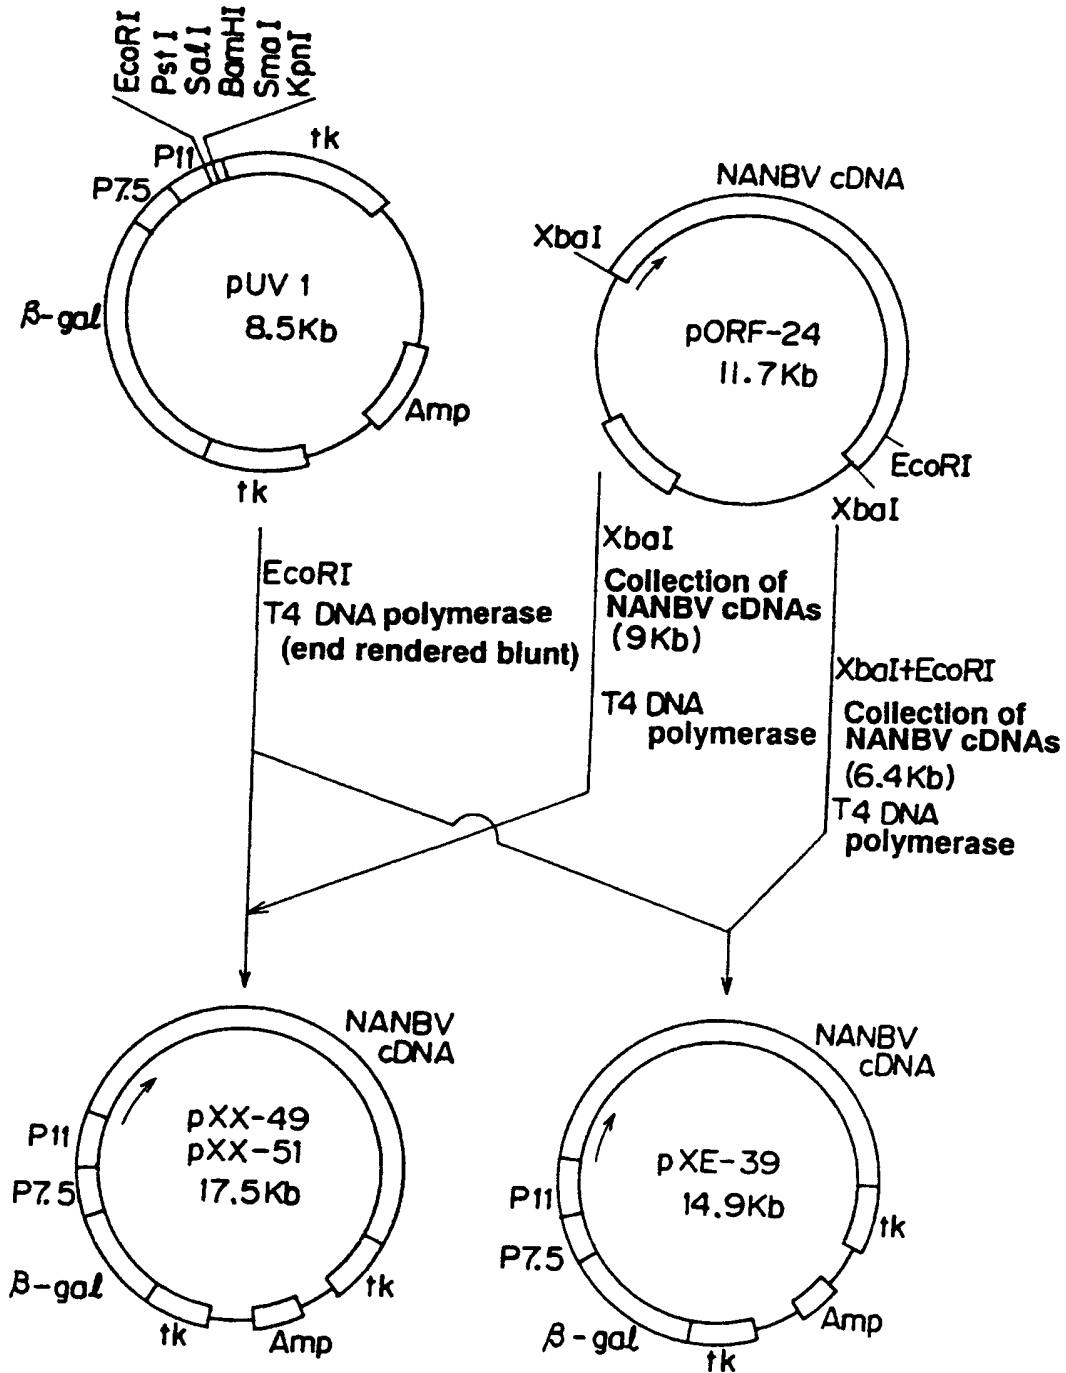 EcoRI
PstI
SalI
BamHI
SmaI
KpnI
tk
P11
P7.5
β-gal
pUV 1
8.5Kb
Amp
tk
NANBV cDNA
XbaI
pORF-24
11.7Kb
EcoRI
XbaI
EcoRI
T4 DNA polymerase
(end rendered blunt)
XbaI
Collection of
NANBV cDNAs
(9Kb)
T4 DNA
polymerase
XbaI+EcoRI
Collection of
NANBV cDNAs
(6.4Kb)
T4 DNA
polymerase
NANBV
cDNA
pXX-49
pXX-51
17.5Kb
P11
P7.5
β-gal
tk
Amp
tk
NANBV
cDNA
pXE-39
14.9Kb
P11
P7.5
β-gal
tk
Amp
tk